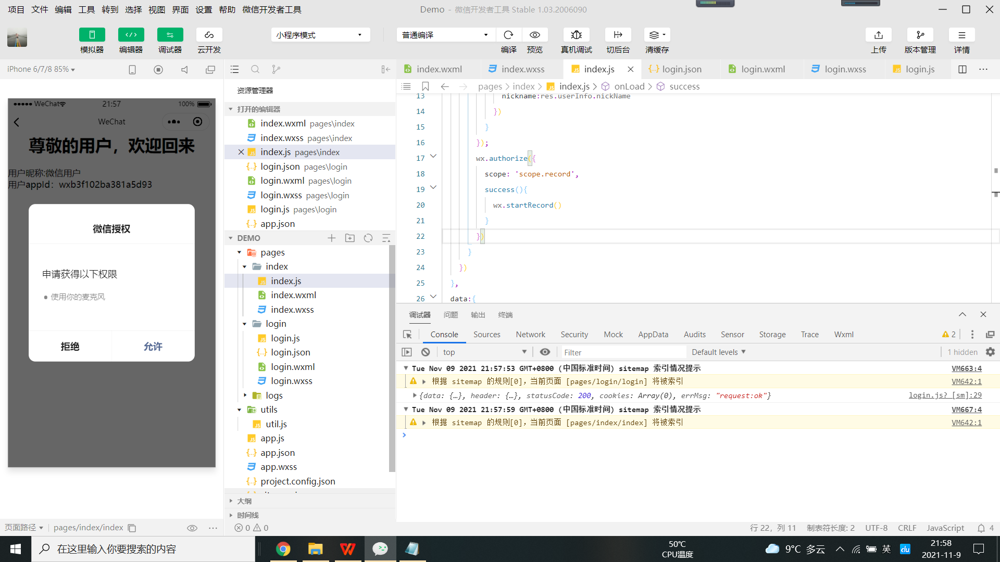 项目 文件 编辑 工具 转到 选择 视图 界面 设置 帮助 微信开发者工具
Demo - 微信开发者工具 Stable 1.03.2006090
模拟器 编辑器 调试器 云开发
小程序模式
普通编译
编译 预览 真机调试 切后台 清缓存
上传 版本管理 详情
iPhone 6/7/8 85%
WeChat 21:57 100%
WeChat
尊敬的用户，欢迎回来
用户昵称:微信用户
用户appId：wxb3f102ba381a5d93
微信授权
申请获得以下权限
使用你的麦克风
拒绝 允许
页面路径 pages/index/index
资源管理器
打开的编辑器
index.wxml pages\index
index.wxss pages\index
index.js pages\index
login.json pages\login
login.wxml pages\login
login.wxss pages\login
login.js pages\login
app.json
DEMO
pages
index
index.js
index.wxml
index.wxss
login
login.js
login.json
login.wxml
login.wxss
logs
utils
util.js
app.js
app.json
app.wxss
project.config.json
大纲
时间线
0 0
index.wxml index.wxss index.js login.json login.wxml login.wxss login.js
pages > index > index.js > onLoad > success
13 nickname:res.userInfo.nickName
14 })
15 }
16 });
17 wx.authorize({
18 scope: 'scope.record',
19 success(){
20 wx.startRecord()
21 }
22 })
23 }
24 })
25 },
26 data:{
调试器 问题 输出 终端
Console Sources Network Security Mock AppData Audits Sensor Storage Trace Wxml 2
top Filter Default levels 1 hidden
Tue Nov 09 2021 21:57:53 GMT+0800 (中国标准时间) sitemap 索引情况提示 VM663:4
根据 sitemap 的规则[0]，当前页面 [pages/login/login] 将被索引 VM642:1
{data: {…}, header: {…}, statusCode: 200, cookies: Array(0), errMsg: "request:ok"} login.js? [sm]:29
Tue Nov 09 2021 21:57:59 GMT+0800 (中国标准时间) sitemap 索引情况提示 VM667:4
根据 sitemap 的规则[0]，当前页面 [pages/index/index] 将被索引 VM642:1
行 22，列 11 制表符长度: 2 UTF-8 CRLF JavaScript 4
在这里输入你要搜索的内容
50℃
CPU温度
9°C 多云
英
du
21:58
2021-11-9